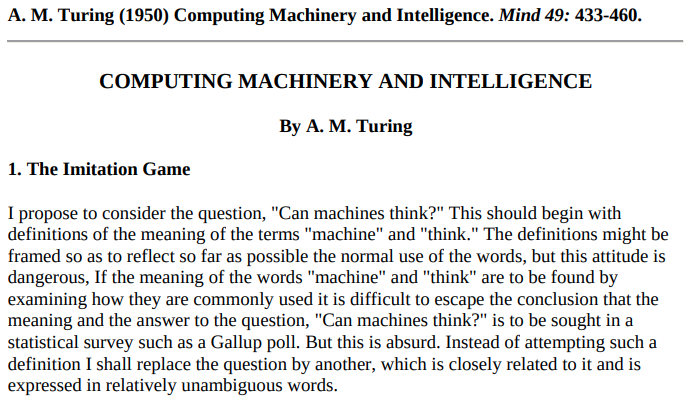 A. M. Turing (1950) Computing Machinery and Intelligence. Mind 49: 433-460.
COMPUTING MACHINERY AND INTELLIGENCE
By A. M. Turing
1. The Imitation Game
I propose to consider the question, "Can machines think?" This should begin with
definitions of the meaning of the terms "machine" and "think." The definitions might be
framed so as to reflect so far as possible the normal use of the words, but this attitude is
dangerous, If the meaning of the words "machine" and "think" are to be found by
examining how they are commonly used it is difficult to escape the conclusion that the
meaning and the answer to the question, "Can machines think?" is to be sought in a
statistical survey such as a Gallup poll. But this is absurd. Instead of attempting such a
definition I shall replace the question by another, which is closely related to it and is
expressed in relatively unambiguous words.